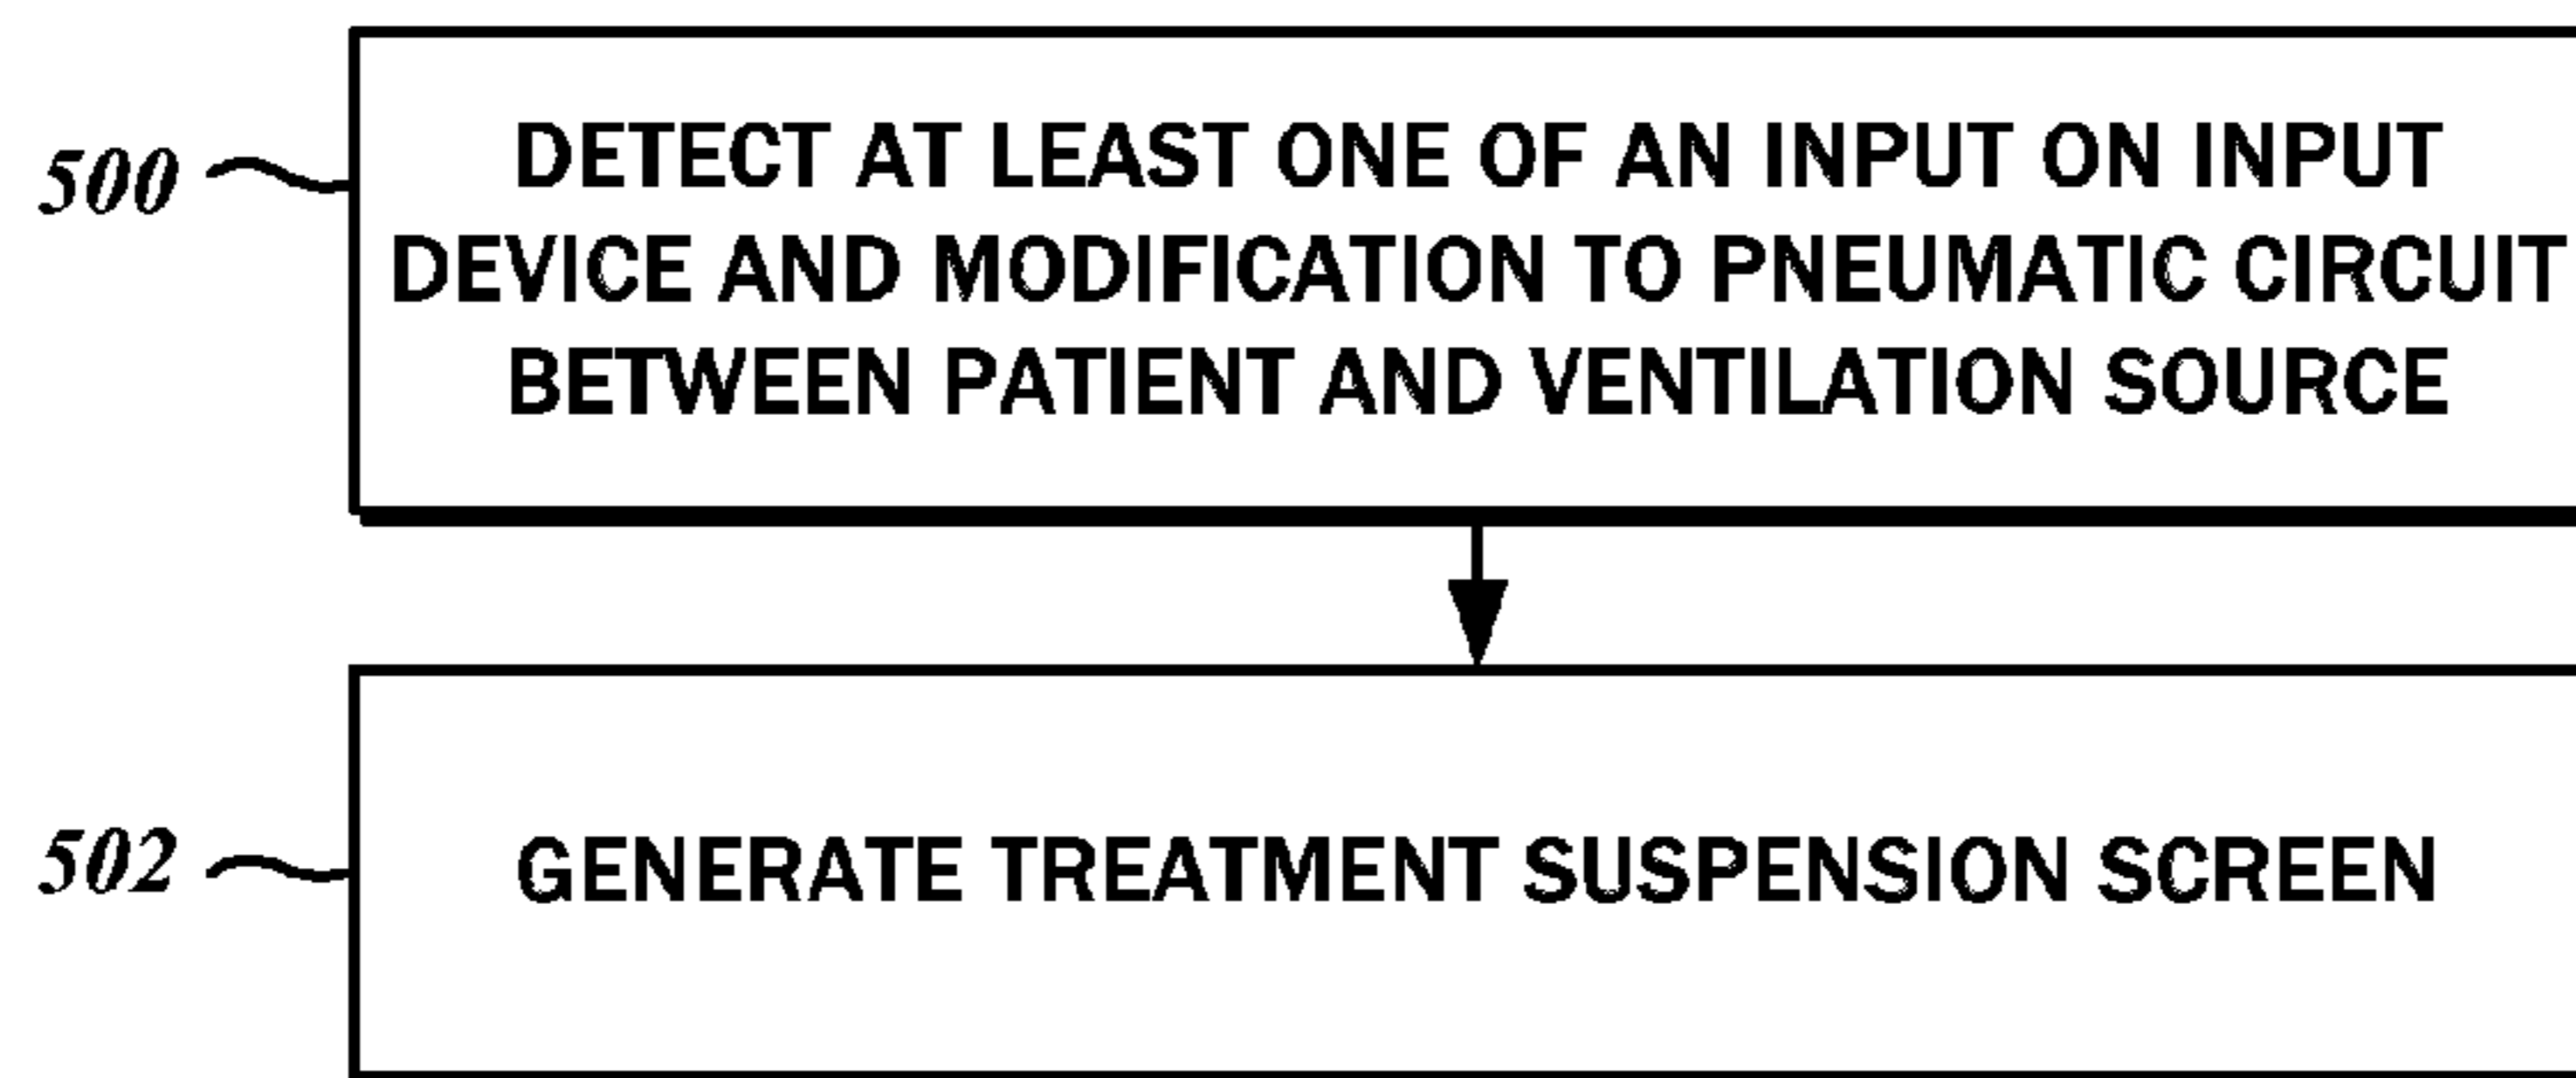 500
DETECT AT LEAST ONE OF AN INPUT ON INPUT
DEVICE AND MODIFICATION TO PNEUMATIC CIRCUIT
BETWEEN PATIENT AND VENTILATION SOURCE
502
GENERATE TREATMENT SUSPENSION SCREEN